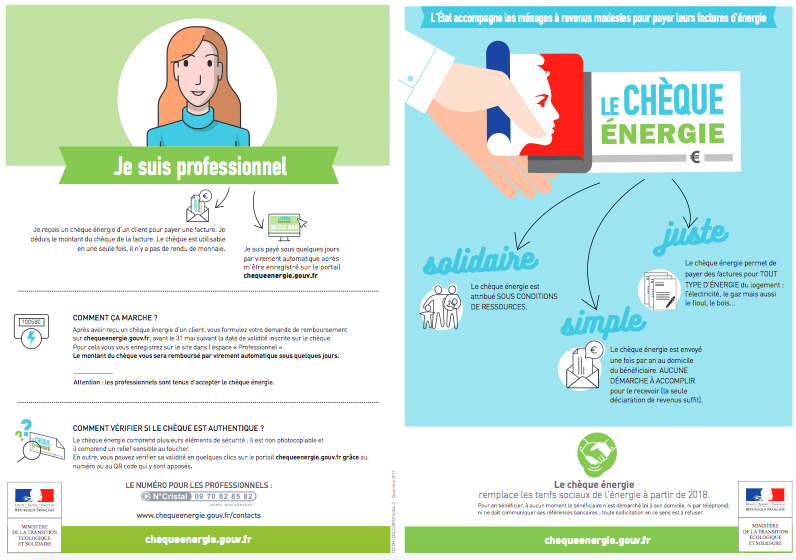 Je suis professionnel
Je reçois un chèque énergie d'un client pour payer une facture. Je
déduis le montant du chèque de la facture. Le chèque est utilisable
en une seule fois, il n'y a pas de rendu de monnaie.
Je suis payé sous quelques jours
par virement automatique après
m'être enregistré sur le portail
chequeenergie.gouv.fr
100580
COMMENT ÇA MARCHE ?
Après avoir reçu un chèque énergie d'un client, vous formulez votre demande de remboursement
sur chequeenergie.gouv.fr, avant le 31 mai suivant la date de validité inscrite sur le chèque.
Pour cela vous vous enregistrez sur le site dans l'espace « Professionnel ».
Le montant du chèque vous sera remboursé par virement automatique sous quelques jours.
Attention : les professionnels sont tenus d'accepter le chèque énergie.
COMMENT VÉRIFIER SI LE CHÈQUE EST AUTHENTIQUE ?
Le chèque énergie comprend plusieurs éléments de sécurité : il est non photocopiable et
il comprend un relief sensible au toucher.
En outre, vous pouvez vérifier sa validité en quelques clics sur le portail chequeenergie.gouv.fr grâce au
numéro ou au QR code qui y sont apposés.
LE NUMÉRO POUR LES PROFESSIONNELS :
N°Cristal 09 70 82 85 82
APPEL NON SURTAXÉ
www.chequeenergie.gouv.fr/contacts
Liberté • Égalité • Fraternité
RÉPUBLIQUE FRANÇAISE
MINISTÈRE
DE LA TRANSITION
ÉCOLOGIQUE
ET SOLIDAIRE
chequeenergie.gouv.fr
L'État accompagne les ménages à revenus modestes pour payer leurs factures d'énergie
LE CHÈQUE
ÉNERGIE
€
solidaire
Le chèque énergie est
attribué SOUS CONDITIONS
DE RESSOURCES.
juste
Le chèque énergie permet de
payer des factures pour TOUT
TYPE D'ÉNERGIE du logement :
l'électricité, le gaz mais aussi
le fioul, le bois...
simple
Le chèque énergie est envoyé
une fois par an au domicile
du bénéficiaire. AUCUNE
DÉMARCHE À ACCOMPLIR
pour le recevoir (la seule
déclaration de revenus suffit).
Le chèque énergie
remplace les tarifs sociaux de l'énergie à partir de 2018.
Pour en bénéficier, à aucun moment le bénéficiaire n'est démarché (ni à son domicile, ni par téléphone),
ni ne doit communiquer ses références bancaires : toute sollicitation en ce sens est à refuser.
chequeenergie.gouv.fr
Liberté • Égalité • Fraternité
RÉPUBLIQUE FRANÇAISE
MINISTÈRE
DE LA TRANSITION
ÉCOLOGIQUE
ET SOLIDAIRE